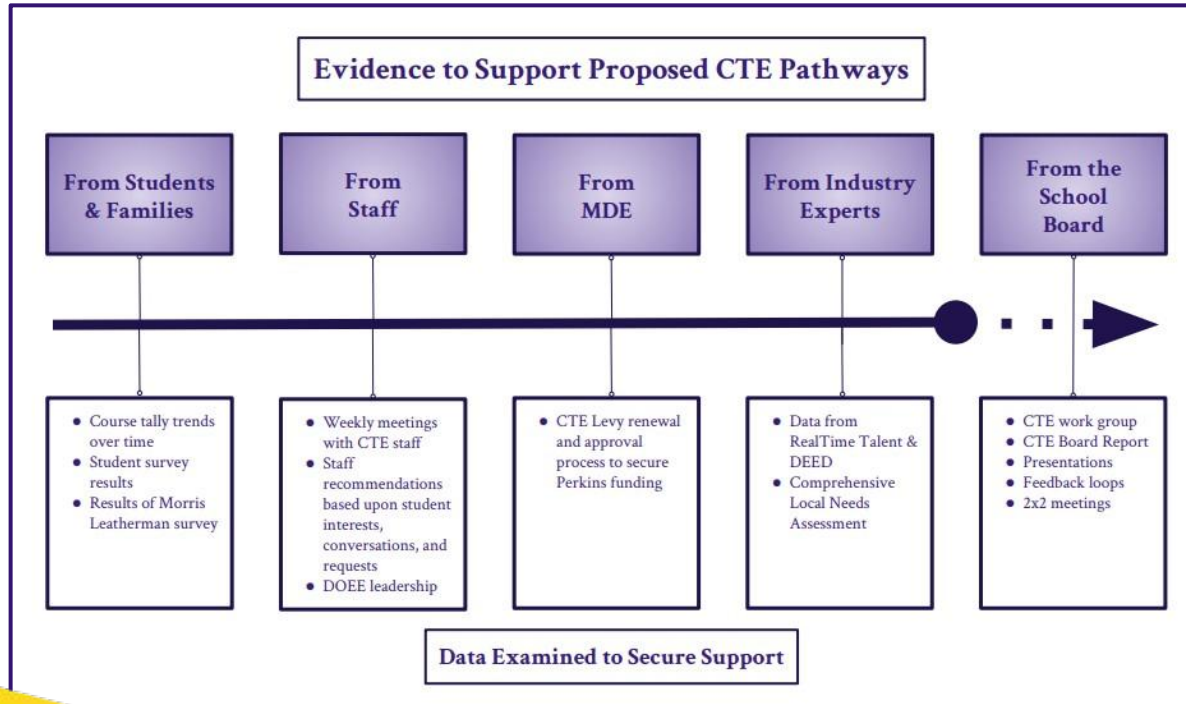 Evidence to Support Proposed CTE Pathways
From Students
& Families
From
Staff
From
MDE
From Industry
Experts
From the
School
Board
● Course tally trends
over time
● Student survey
results
● Results of Morris
Leatherman survey
● Weekly meetings
with CTE staff
● Staff
recommendations
based upon student
interests,
conversations, and
requests
● DOEE leadership
● CTE Levy renewal
and approval
process to secure
Perkins funding
● Data from
RealTime Talent &
DEED
● Comprehensive
Local Needs
Assessment
● CTE work group
● CTE Board Report
● Presentations
● Feedback loops
● 2x2 meetings
Data Examined to Secure Support